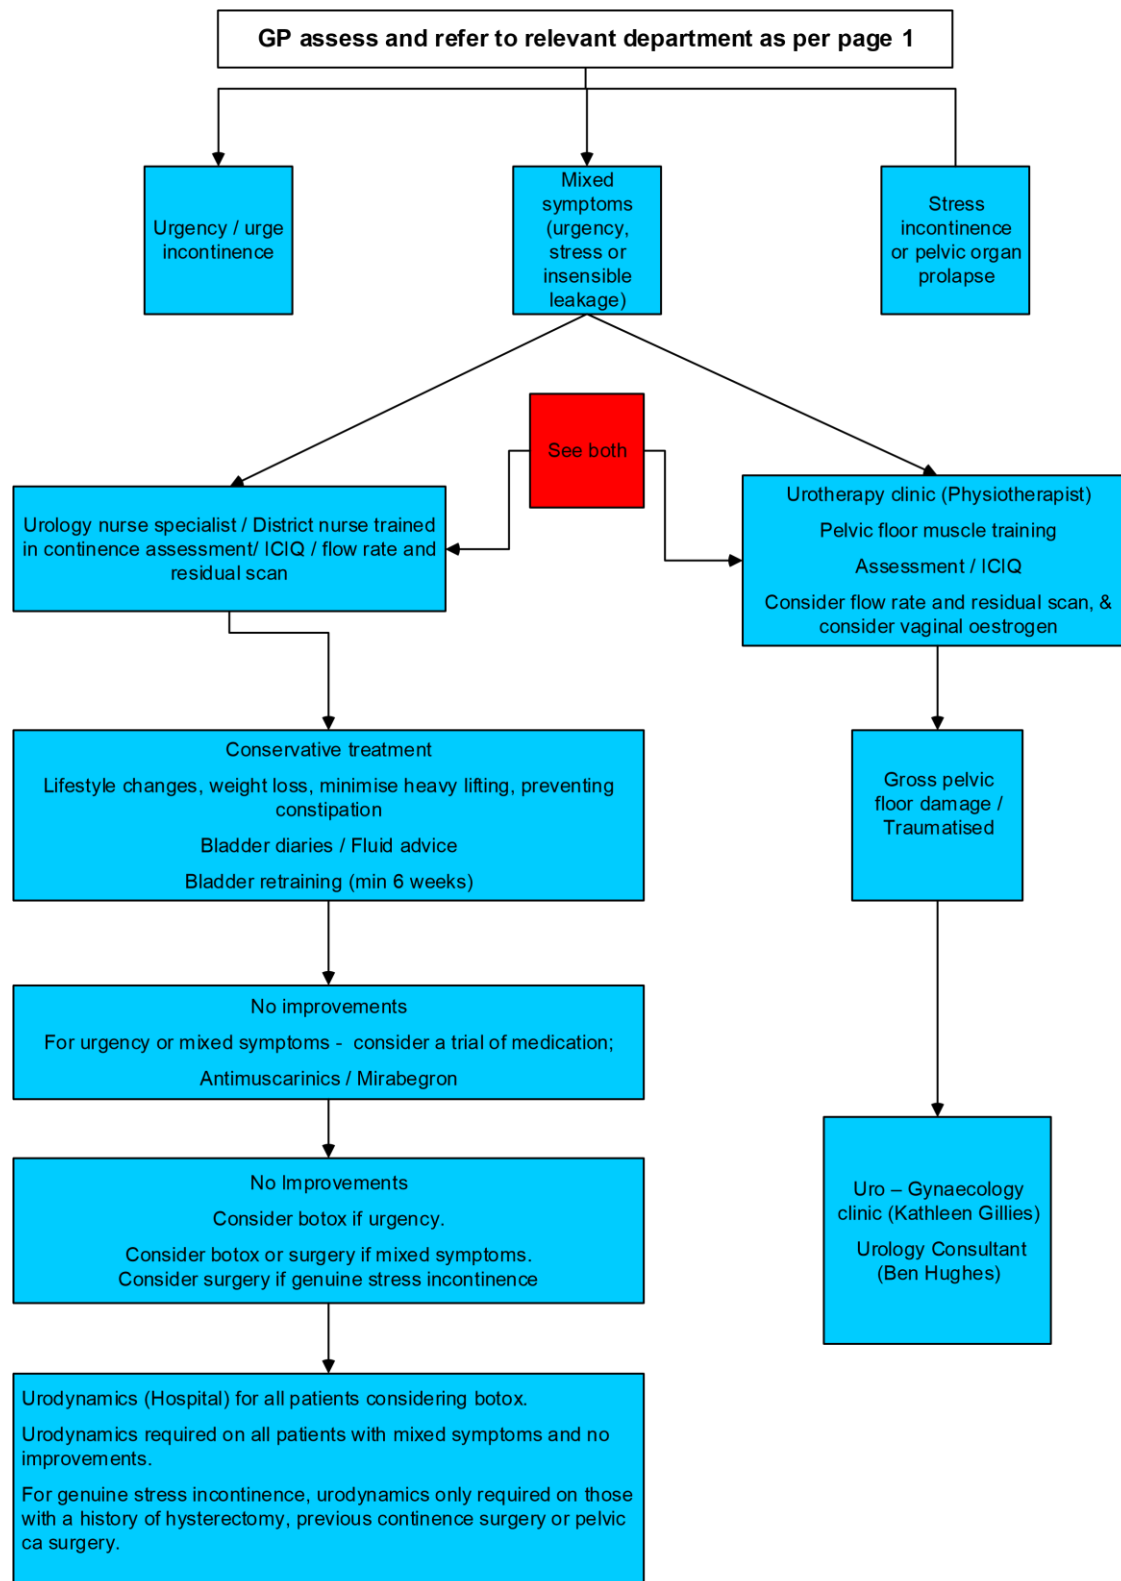 GP assess and refer to relevant department as per page 1
Urgency / urge
incontinence
Mixed
symptoms
(urgency,
stress or
insensible
leakage)
Stress
incontinence
or pelvic organ
prolapse
See both
Urology nurse specialist / District nurse trained
in continence assessment/ ICIQ / flow rate and
residual scan
Urotherapy clinic (Physiotherapist)
Pelvic floor muscle training
Assessment / ICIQ
Consider flow rate and residual scan, &
consider vaginal oestrogen
Conservative treatment
Lifestyle changes, weight loss, minimise heavy lifting, preventing
constipation
Bladder diaries / Fluid advice
Bladder retraining (min 6 weeks)
Gross pelvic
floor damage /
Traumatised
No improvements
For urgency or mixed symptoms - consider a trial of medication;
Antimuscarinics / Mirabegron
No Improvements
Consider botox if urgency.
Consider botox or surgery if mixed symptoms.
Consider surgery if genuine stress incontinence
Uro – Gynaecology
clinic (Kathleen Gillies)
Urology Consultant
(Ben Hughes)
Urodynamics (Hospital) for all patients considering botox.
Urodynamics required on all patients with mixed symptoms and no
improvements.
For genuine stress incontinence, urodynamics only required on those
with a history of hysterectomy, previous continence surgery or pelvic
ca surgery.